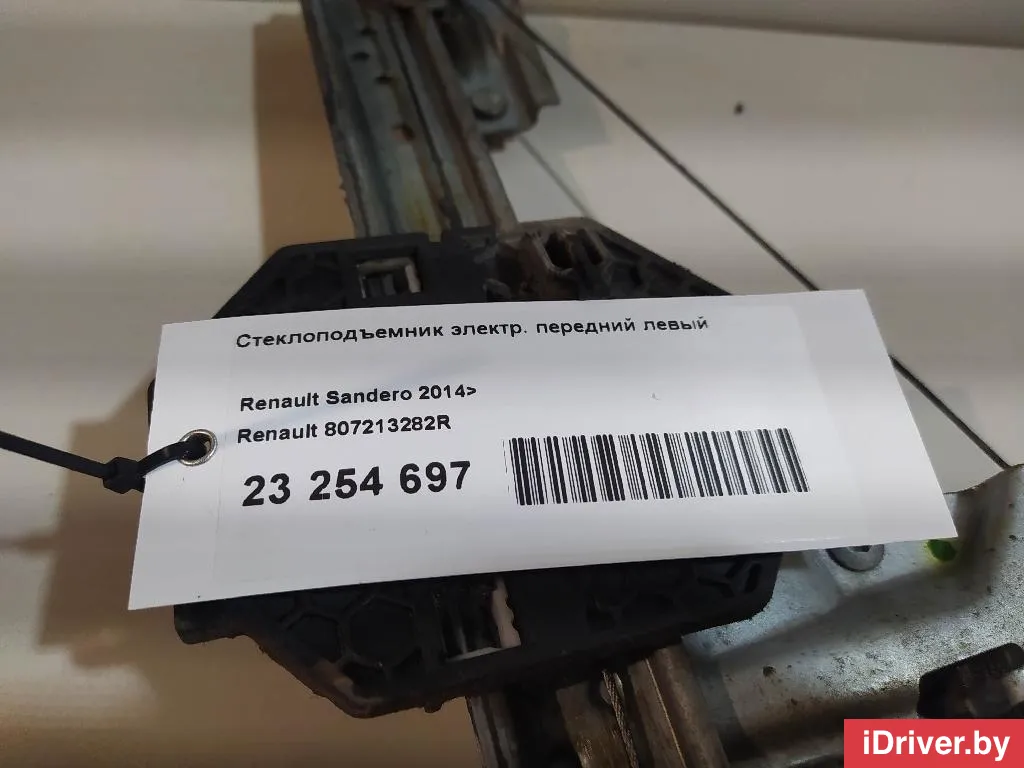 Стеклоподъемник электр. передний левый
Renault Sandero 2014>
Renault 807213282R
23 254 697
iDriver.by